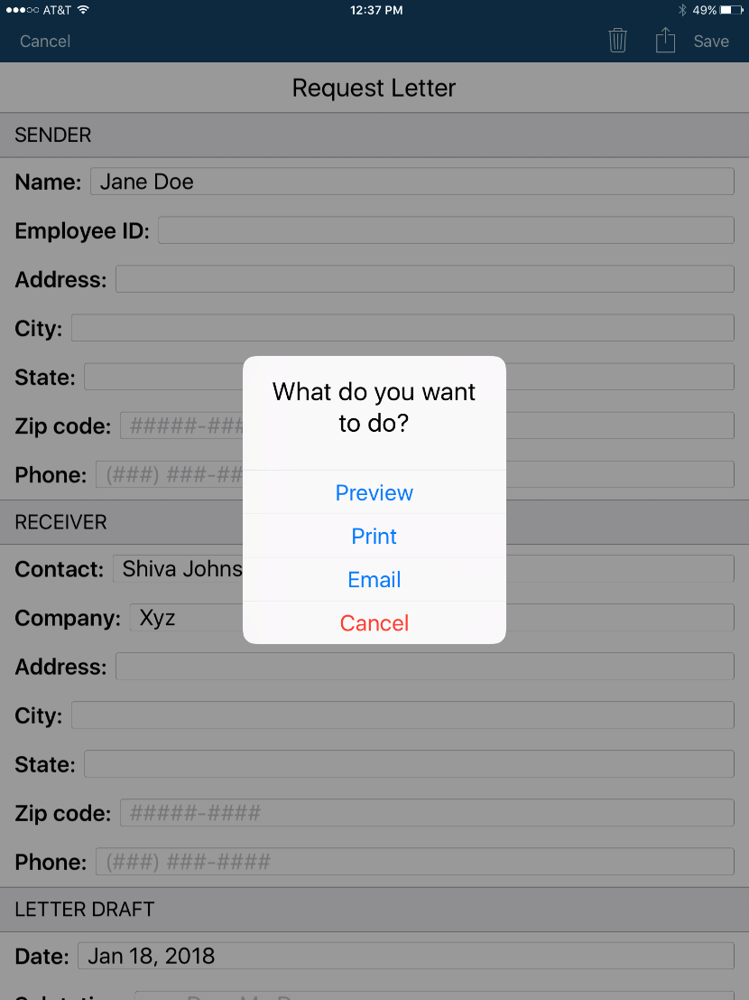 AT&T 12:37 PM 49%
Cancel Save
Request Letter
SENDER
Name: Jane Doe
Employee ID:
Address:
City:
State:
What do you want
to do?
Zip code: #####-###
Phone: (###) ###-##
Preview
Print
Email
Cancel
RECEIVER
Contact: Shiva Johns
Company: Xyz
Address:
City:
State:
Zip code: #####-####
Phone: (###) ###-####
LETTER DRAFT
Date: Jan 18, 2018